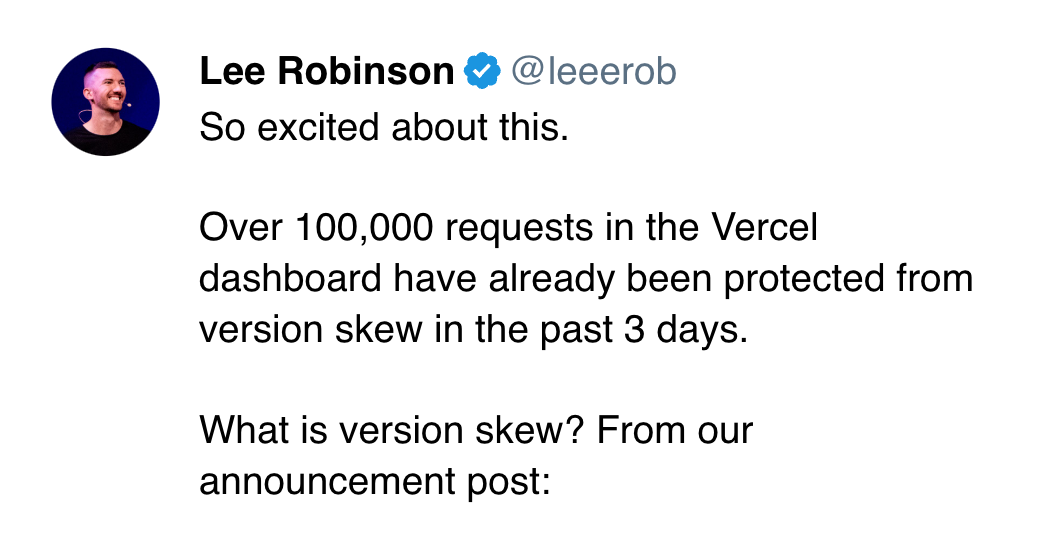 Lee Robinson @leeerob
So excited about this.
Over 100,000 requests in the Vercel
dashboard have already been protected from
version skew in the past 3 days.
What is version skew? From our
announcement post: